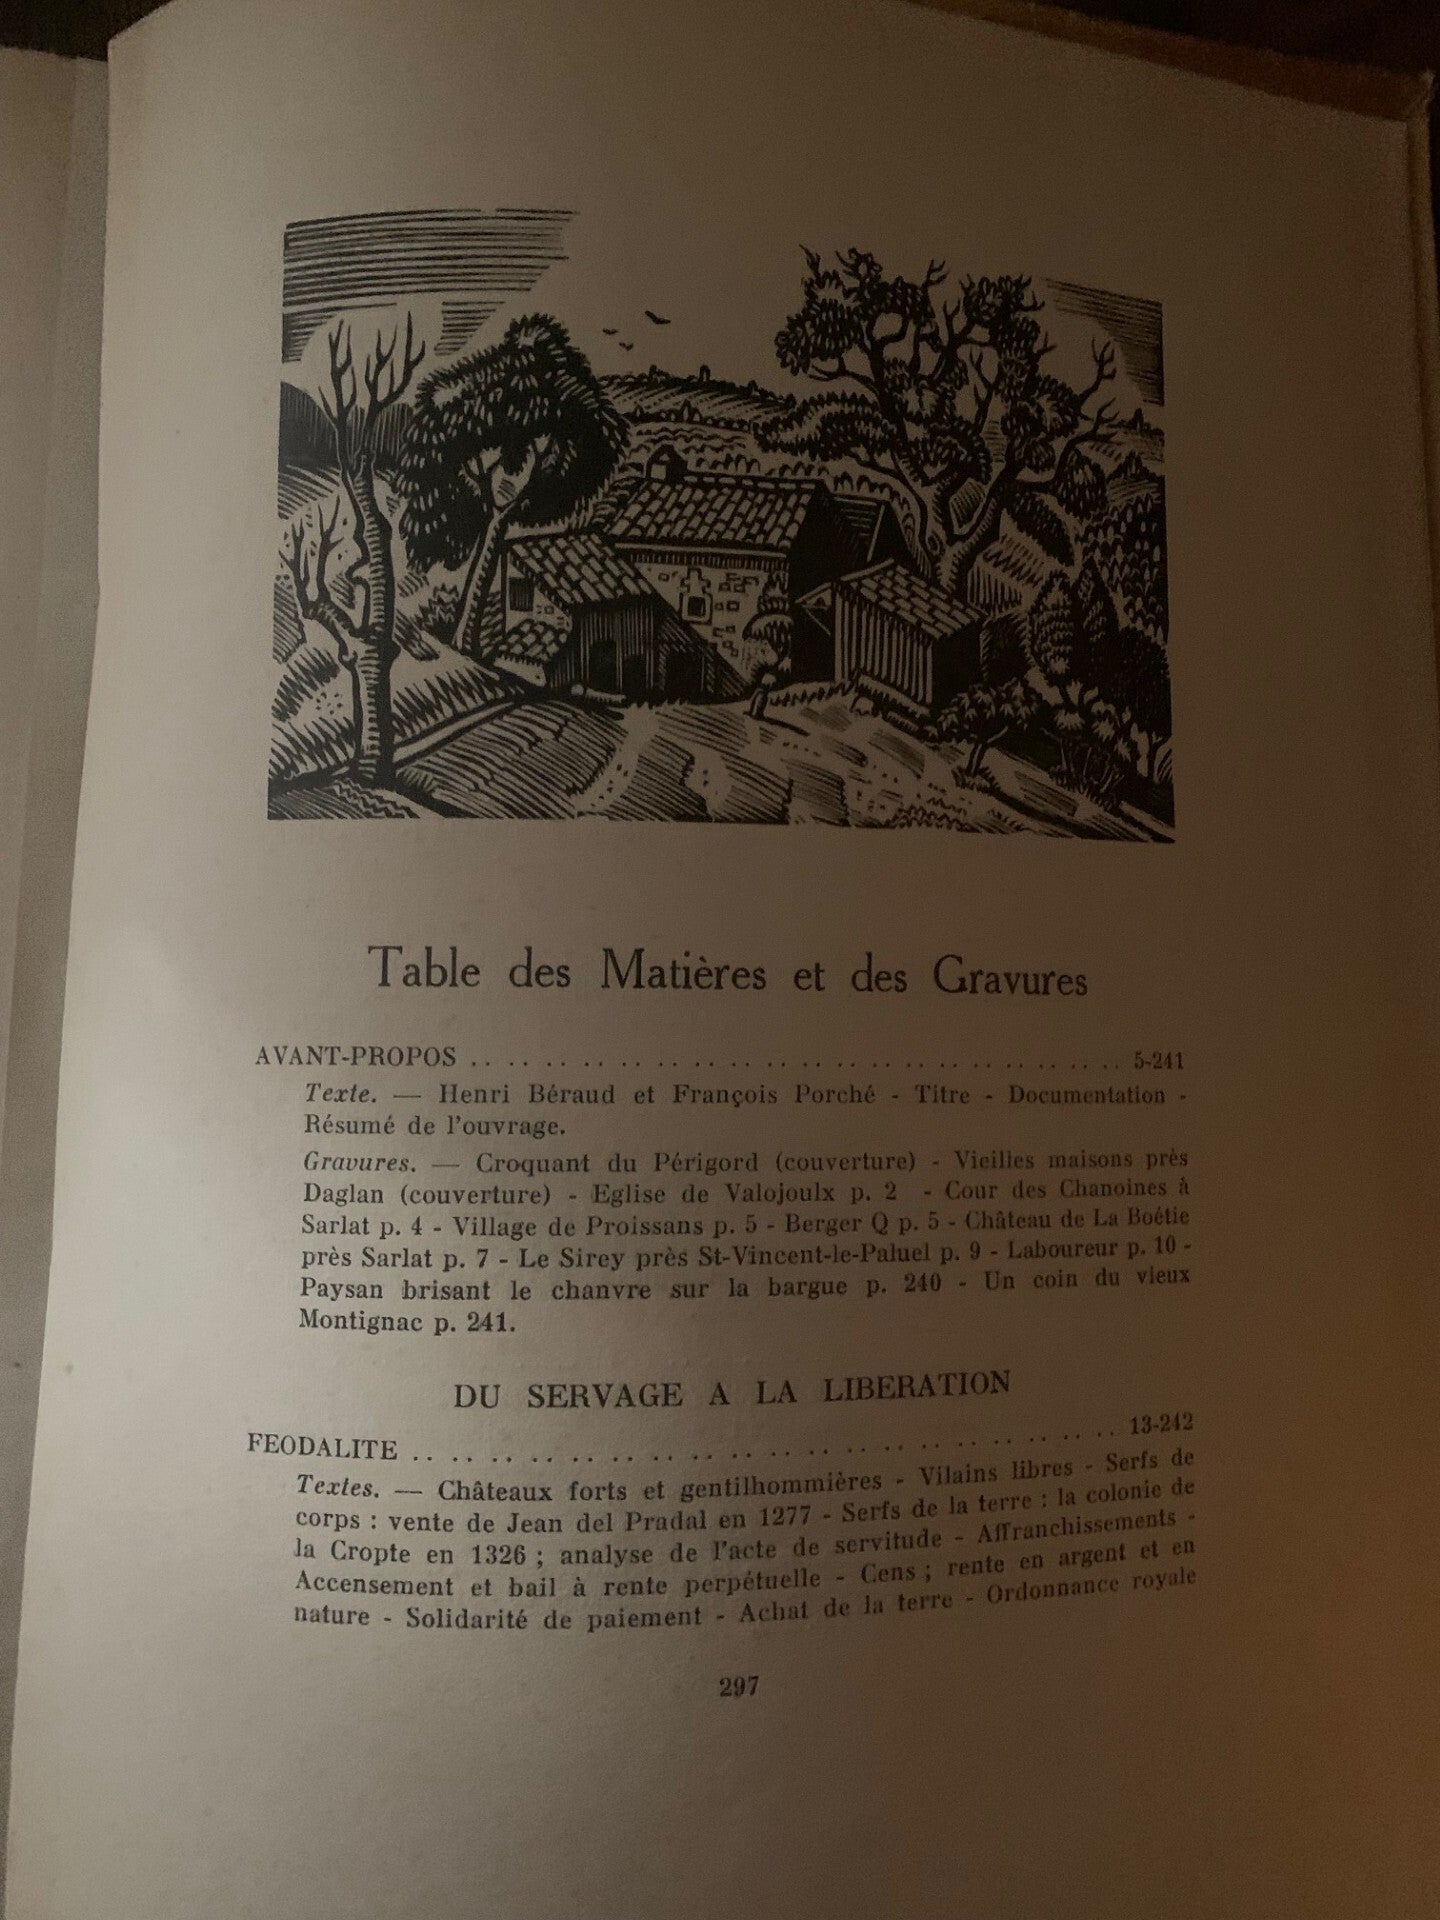 Table des Matières et des Gravures
AVANT-PROPOS .. .. .. .. .. .. .. .. .. .. .. .. .. .. .. .. .. .. .. 5-241
Texte. — Henri Béraud et François Porché - Titre - Documentation -
Résumé de l'ouvrage.
Gravures. — Croquant du Périgord (couverture) - Vieilles maisons près
Daglan (couverture) - Eglise de Valojoulx p. 2 - Cour des Chanoines à
Sarlat p. 4 - Village de Proissans p. 5 - Berger Q p. 5 - Château de La Boétie
près Sarlat p. 7 - Le Sirey près St-Vincent-le-Paluel p. 9 - Laboureur p. 10 -
Paysan brisant le chanvre sur la bargue p. 240 - Un coin du vieux
Montignac p. 241.
DU SERVAGE A LA LIBERATION
FEODALITE .. .. .. .. .. .. .. .. .. .. .. .. .. .. .. .. .. .. .. .. 13-242
Textes. — Châteaux forts et gentilhommières - Vilains libres - Serfs de
corps : vente de Jean del Pradal en 1277 - Serfs de la terre : la colonie de
la Cropte en 1326 ; analyse de l'acte de servitude - Affranchissements -
Accensement et bail à rente perpétuelle - Cens ; rente en argent et en
nature - Solidarité de paiement - Achat de la terre - Ordonnance royale
297